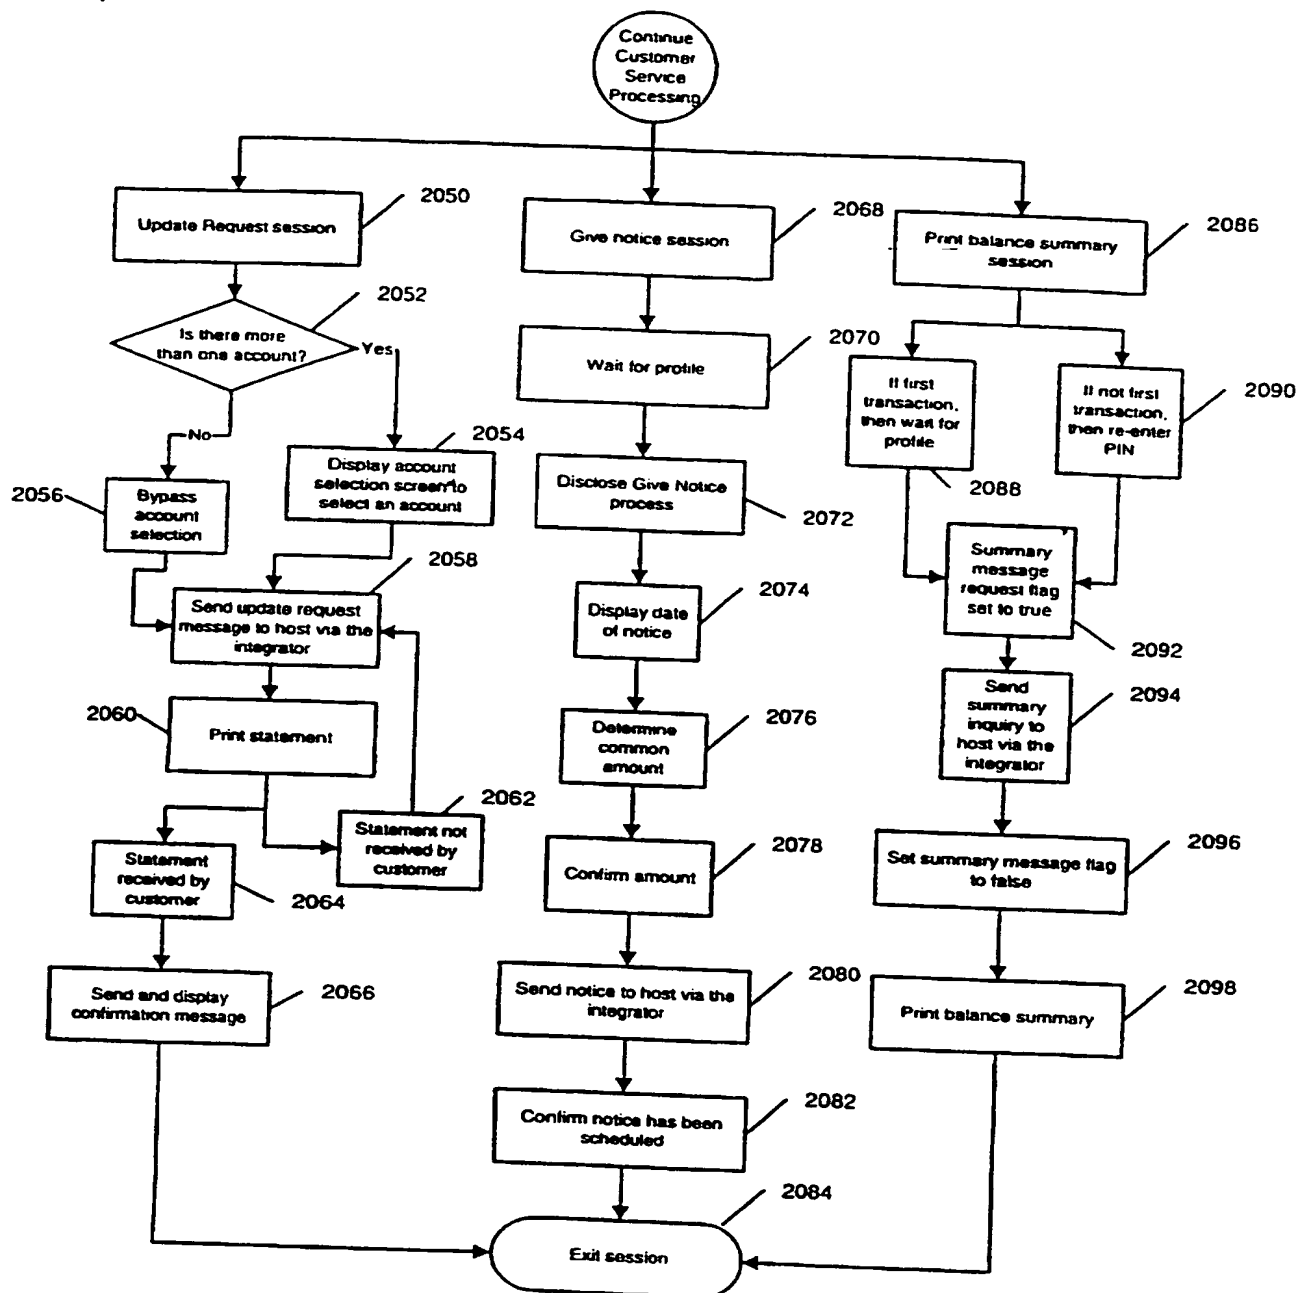 Continue
Customer
Service
Processing
2050
Update Request session
2052
Is there more
than one account?
Yes
No
2054
Display account
selection screen to
select an account
2056
Bypass
account
selection
2058
Send update request
message to host via the
integrator
2060
Print statement
2062
Statement not
received by
customer
Statement
received by
customer
2064
Send and display
confirmation message
2066
2068
Give notice session
2070
Wait for profile
Disclose Give Notice
process
2072
2074
Display date
of notice
2076
Determine
common
amount
2078
Confirm amount
2080
Send notice to host via the
integrator
2082
Confirm notice has been
scheduled
2084
Exit session
2086
Print balance summary
session
If first
transaction,
then wait for
profile
2088
2090
If not first
transaction,
then re-enter
PIN
Summary
message
request flag
set to true
2092
2094
Send
summary
inquiry to
host via the
integrator
2096
Set summary message flag
to false
2098
Print balance summary